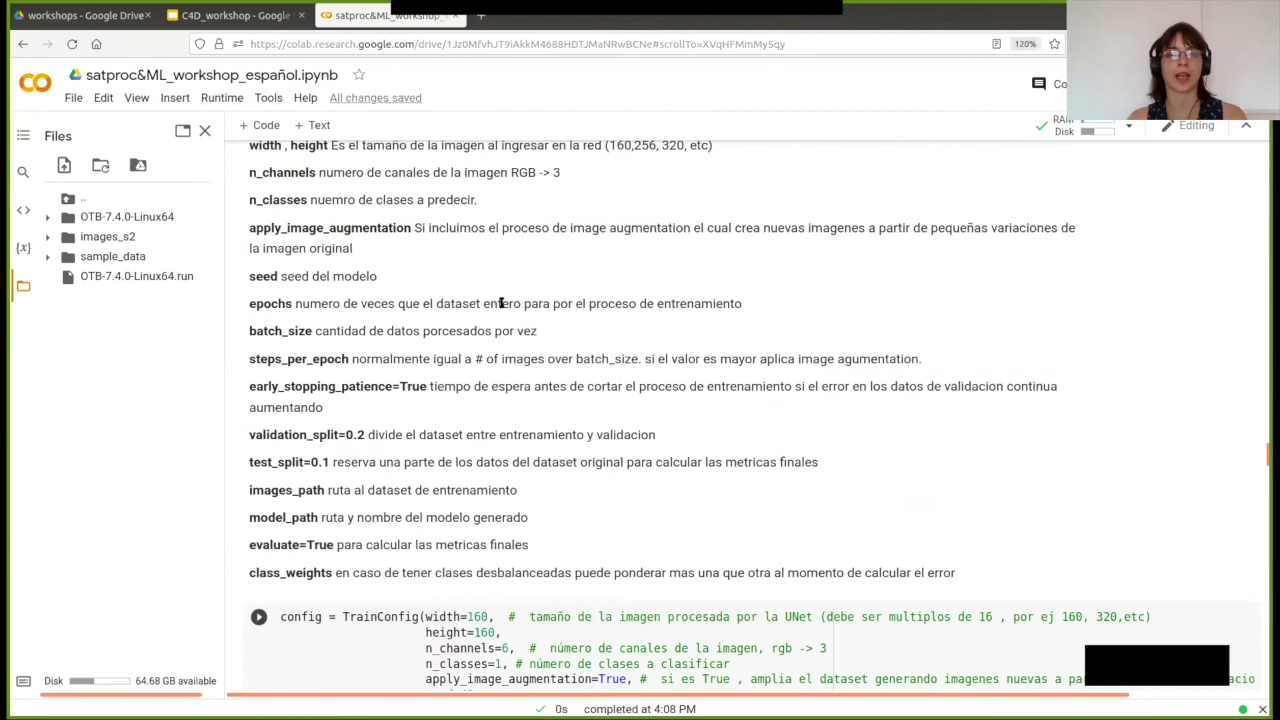 workshops - Google Drive
C4D_workshop - Google S
satproc&ML_workshop_e
https://colab.research.google.com/drive/1Jz0MfvhJT9iAkkM4688HDTJMaNRwBCNe#scrollTo=XVqHFMmMy5qy
120%
satproc&ML_workshop_español.ipynb
File Edit View Insert Runtime Tools Help All changes saved
Co
Files
+ Code + Text
RAM
Disk
Editing
..
OTB-7.4.0-Linux64
images_s2
sample_data
OTB-7.4.0-Linux64.run
width , height Es el tamaño de la imagen al ingresar en la red (160,256, 320, etc)
n_channels numero de canales de la imagen RGB -> 3
n_classes nuemro de clases a predecir.
apply_image_augmentation Si incluimos el proceso de image augmentation el cual crea nuevas imagenes a partir de pequeñas variaciones de
la imagen original
seed seed del modelo
epochs numero de veces que el dataset entero para por el proceso de entrenamiento
batch_size cantidad de datos porcesados por vez
steps_per_epoch normalmente igual a # of images over batch_size. si el valor es mayor aplica image agumentation.
early_stopping_patience=True tiempo de espera antes de cortar el proceso de entrenamiento si el error en los datos de validacion continua
aumentando
validation_split=0.2 divide el dataset entre entrenamiento y validacion
test_split=0.1 reserva una parte de los datos del dataset original para calcular las metricas finales
images_path ruta al dataset de entrenamiento
model_path ruta y nombre del modelo generado
evaluate=True para calcular las metricas finales
class_weights en caso de tener clases desbalanceadas puede ponderar mas una que otra al momento de calcular el error
config = TrainConfig(width=160, # tamaño de la imagen procesada por la UNet (debe ser multiplos de 16 , por ej 160, 320,etc)
height=160,
n_channels=6, # número de canales de la imagen, rgb -> 3
n_classes=1, # número de clases a clasificar
apply_image_augmentation=True, # si es True , amplia el dataset generando imagenes nuevas a pa
Disk 64.68 GB available
0s completed at 4:08 PM